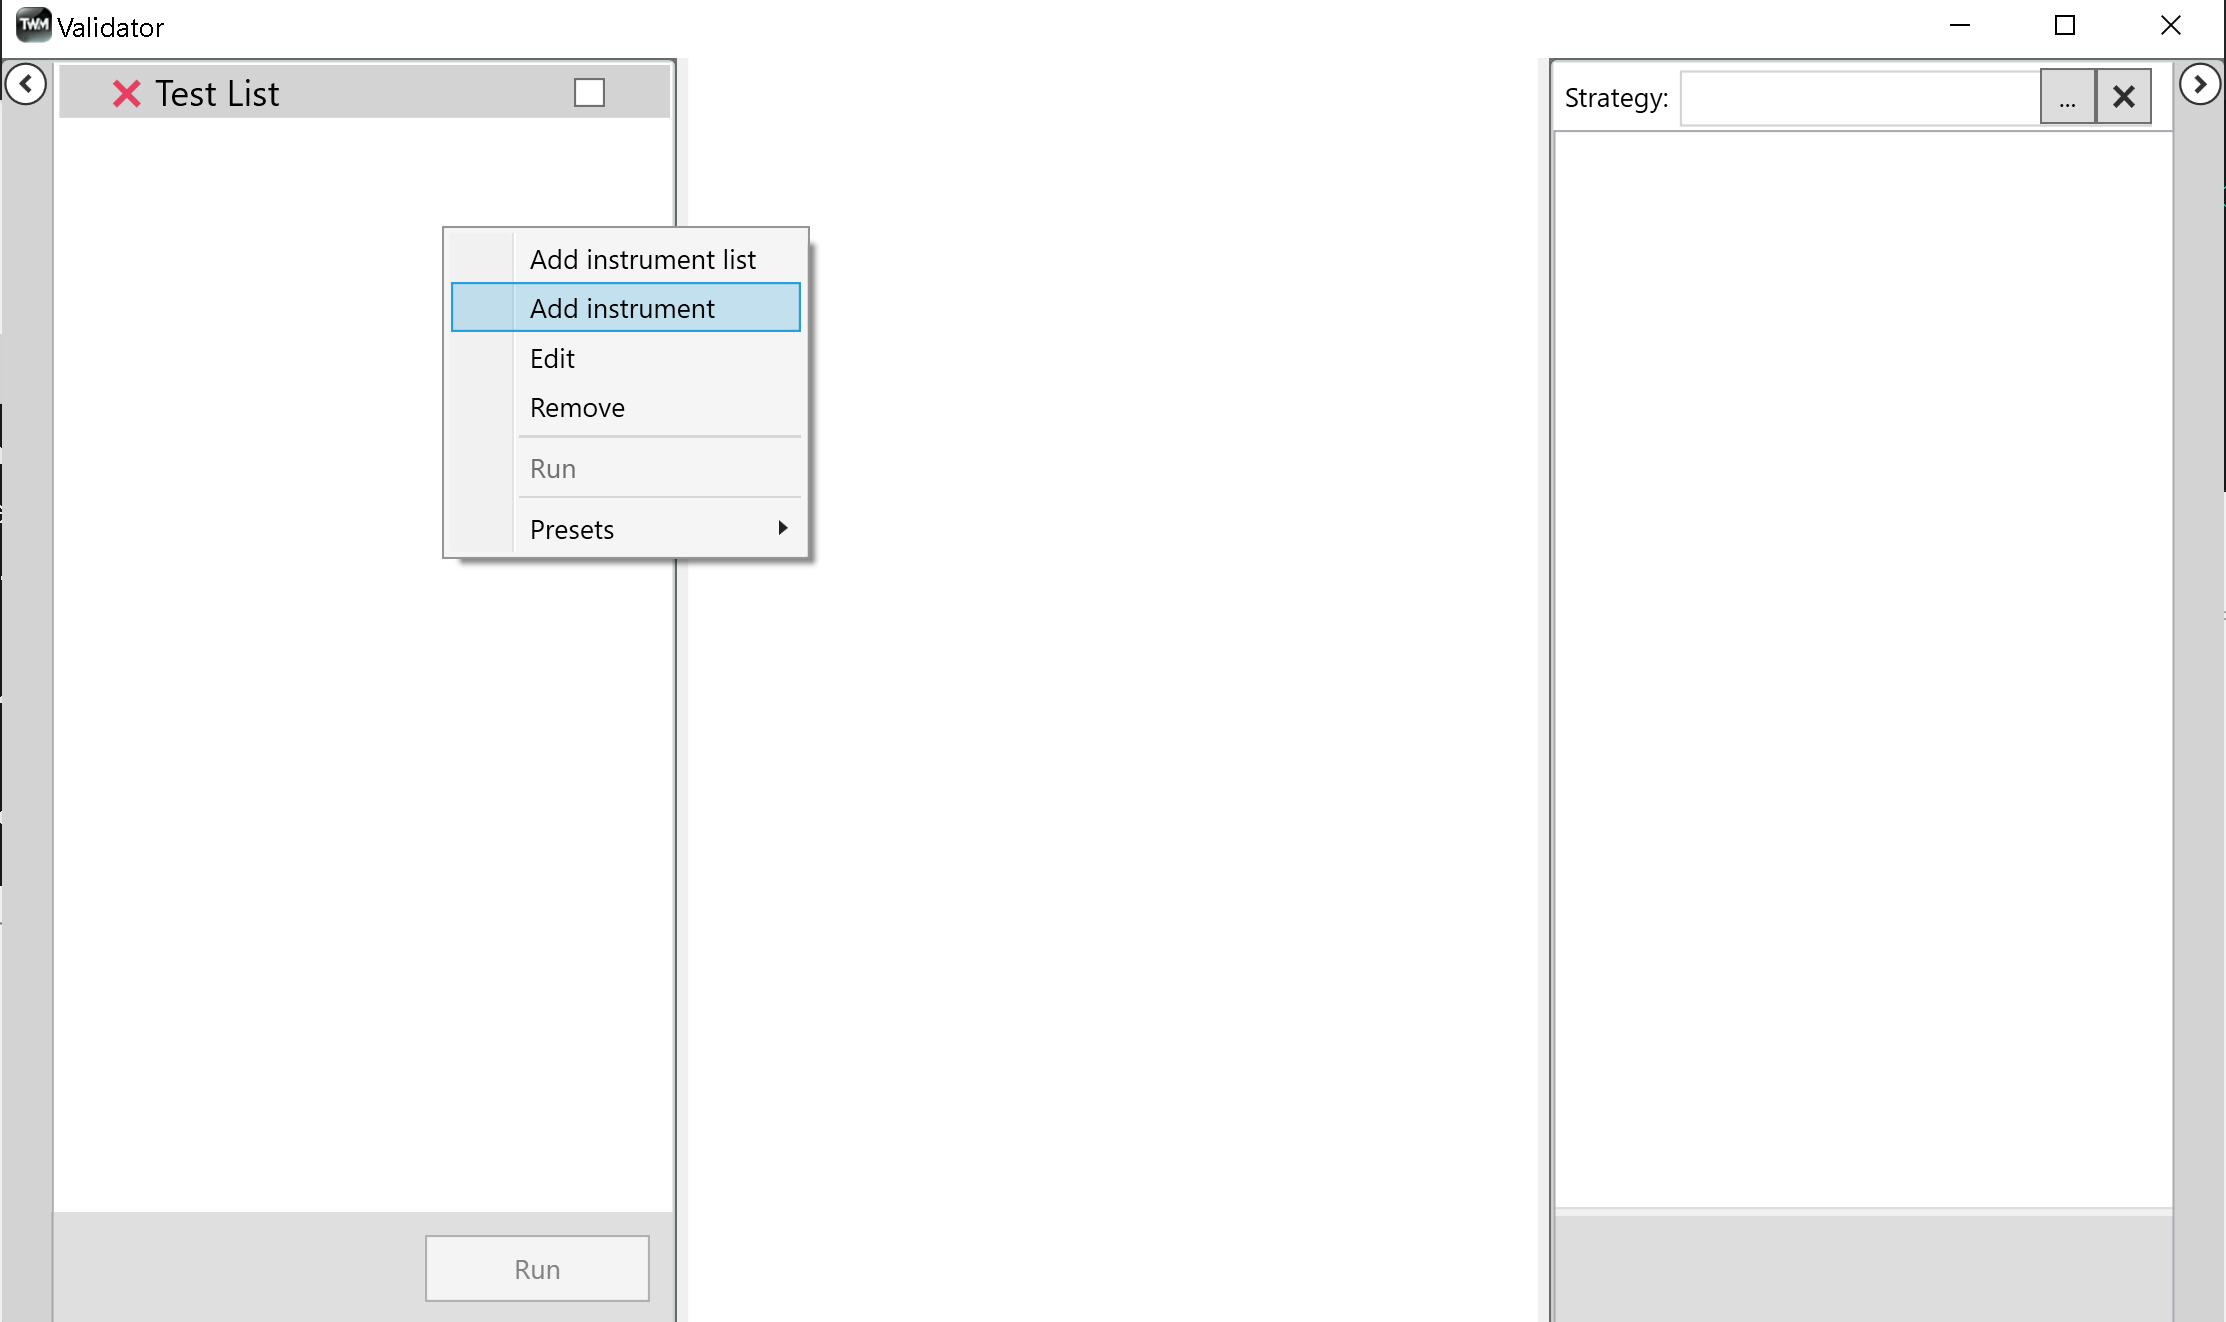 TWM Validator
Test List
Strategy:
...
Add instrument list
Add instrument
Edit
Remove
Run
Presets
Run